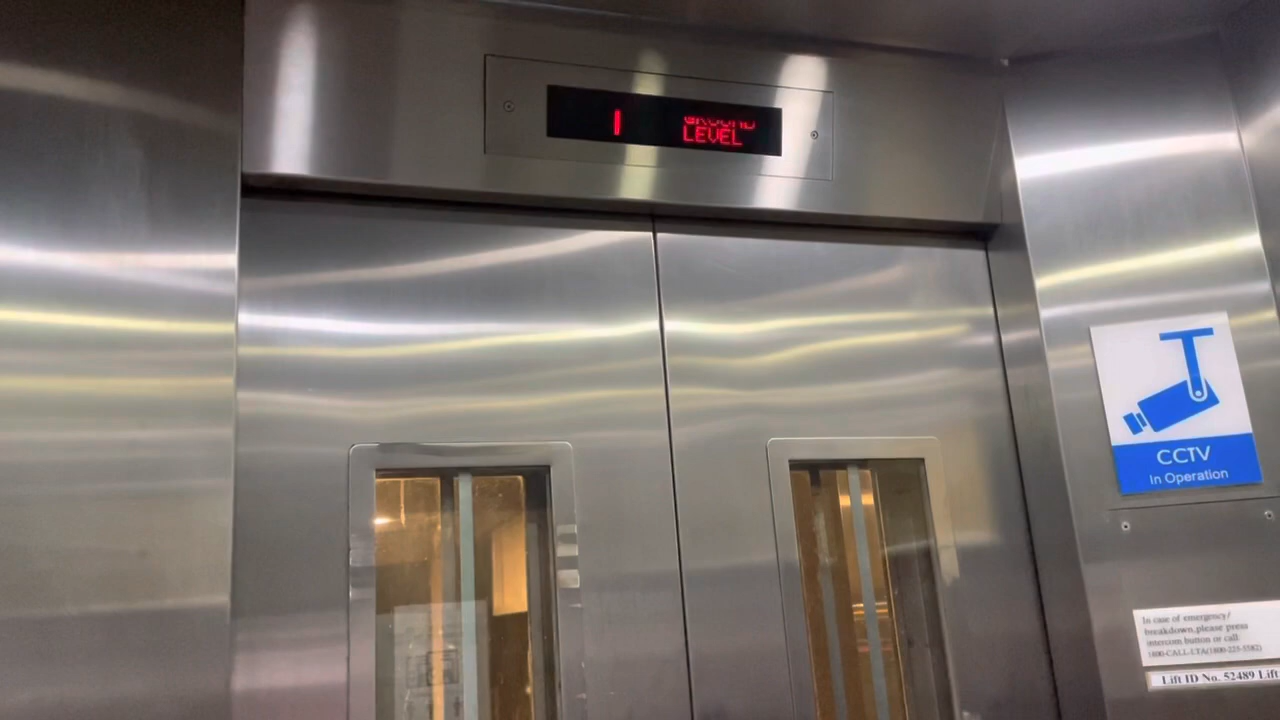 1 GROUND
LEVEL
CCTV
In Operation
In case of emergency/
breakdown,please press
intercom button or call
1800-CALL-LTA(1800-225-5582)
Lift ID No. 52489 Lift